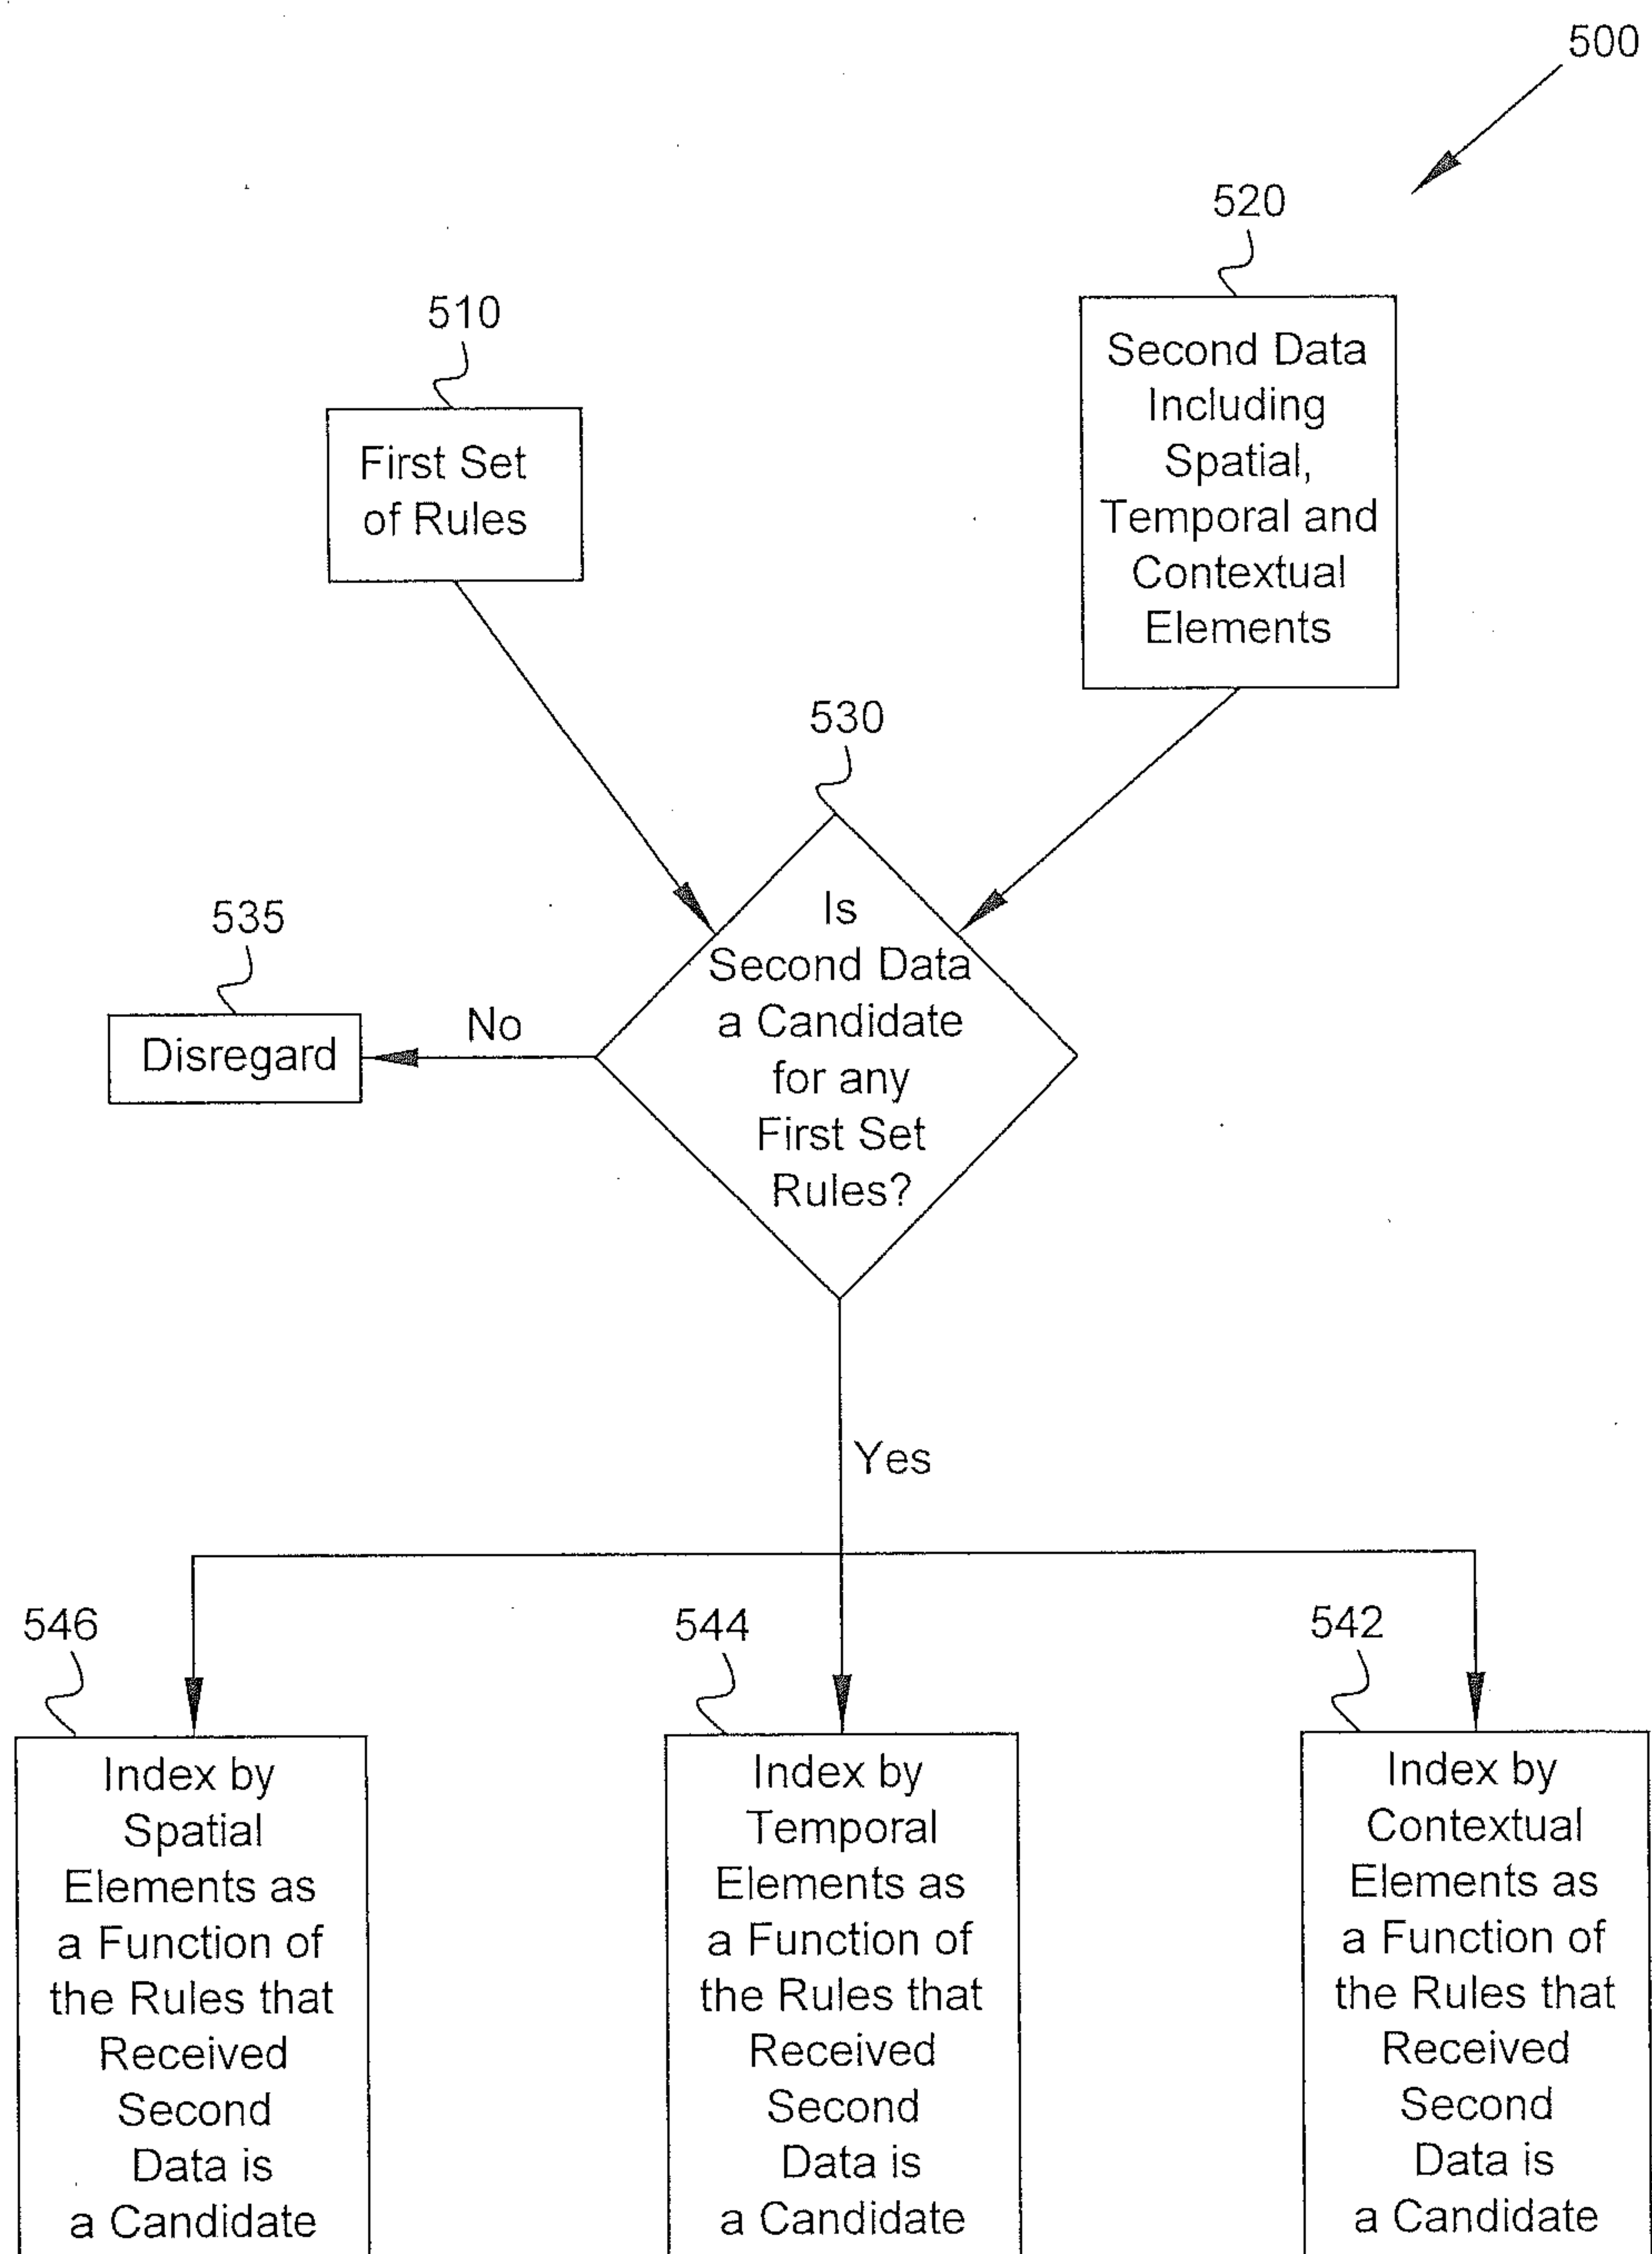 500
520
510
Second Data
Including
Spatial,
Temporal and
Contextual
Elements
First Set
of Rules
530
Is
Second Data
a Candidate
for any
First Set
Rules?
535
No
Disregard
Yes
546
544
542
Index by
Spatial
Elements as
a Function of
the Rules that
Received
Second
Data is
a Candidate
Index by
Temporal
Elements as
a Function of
the Rules that
Received
Second
Data is
a Candidate
Index by
Contextual
Elements as
a Function of
the Rules that
Received
Second
Data is
a Candidate